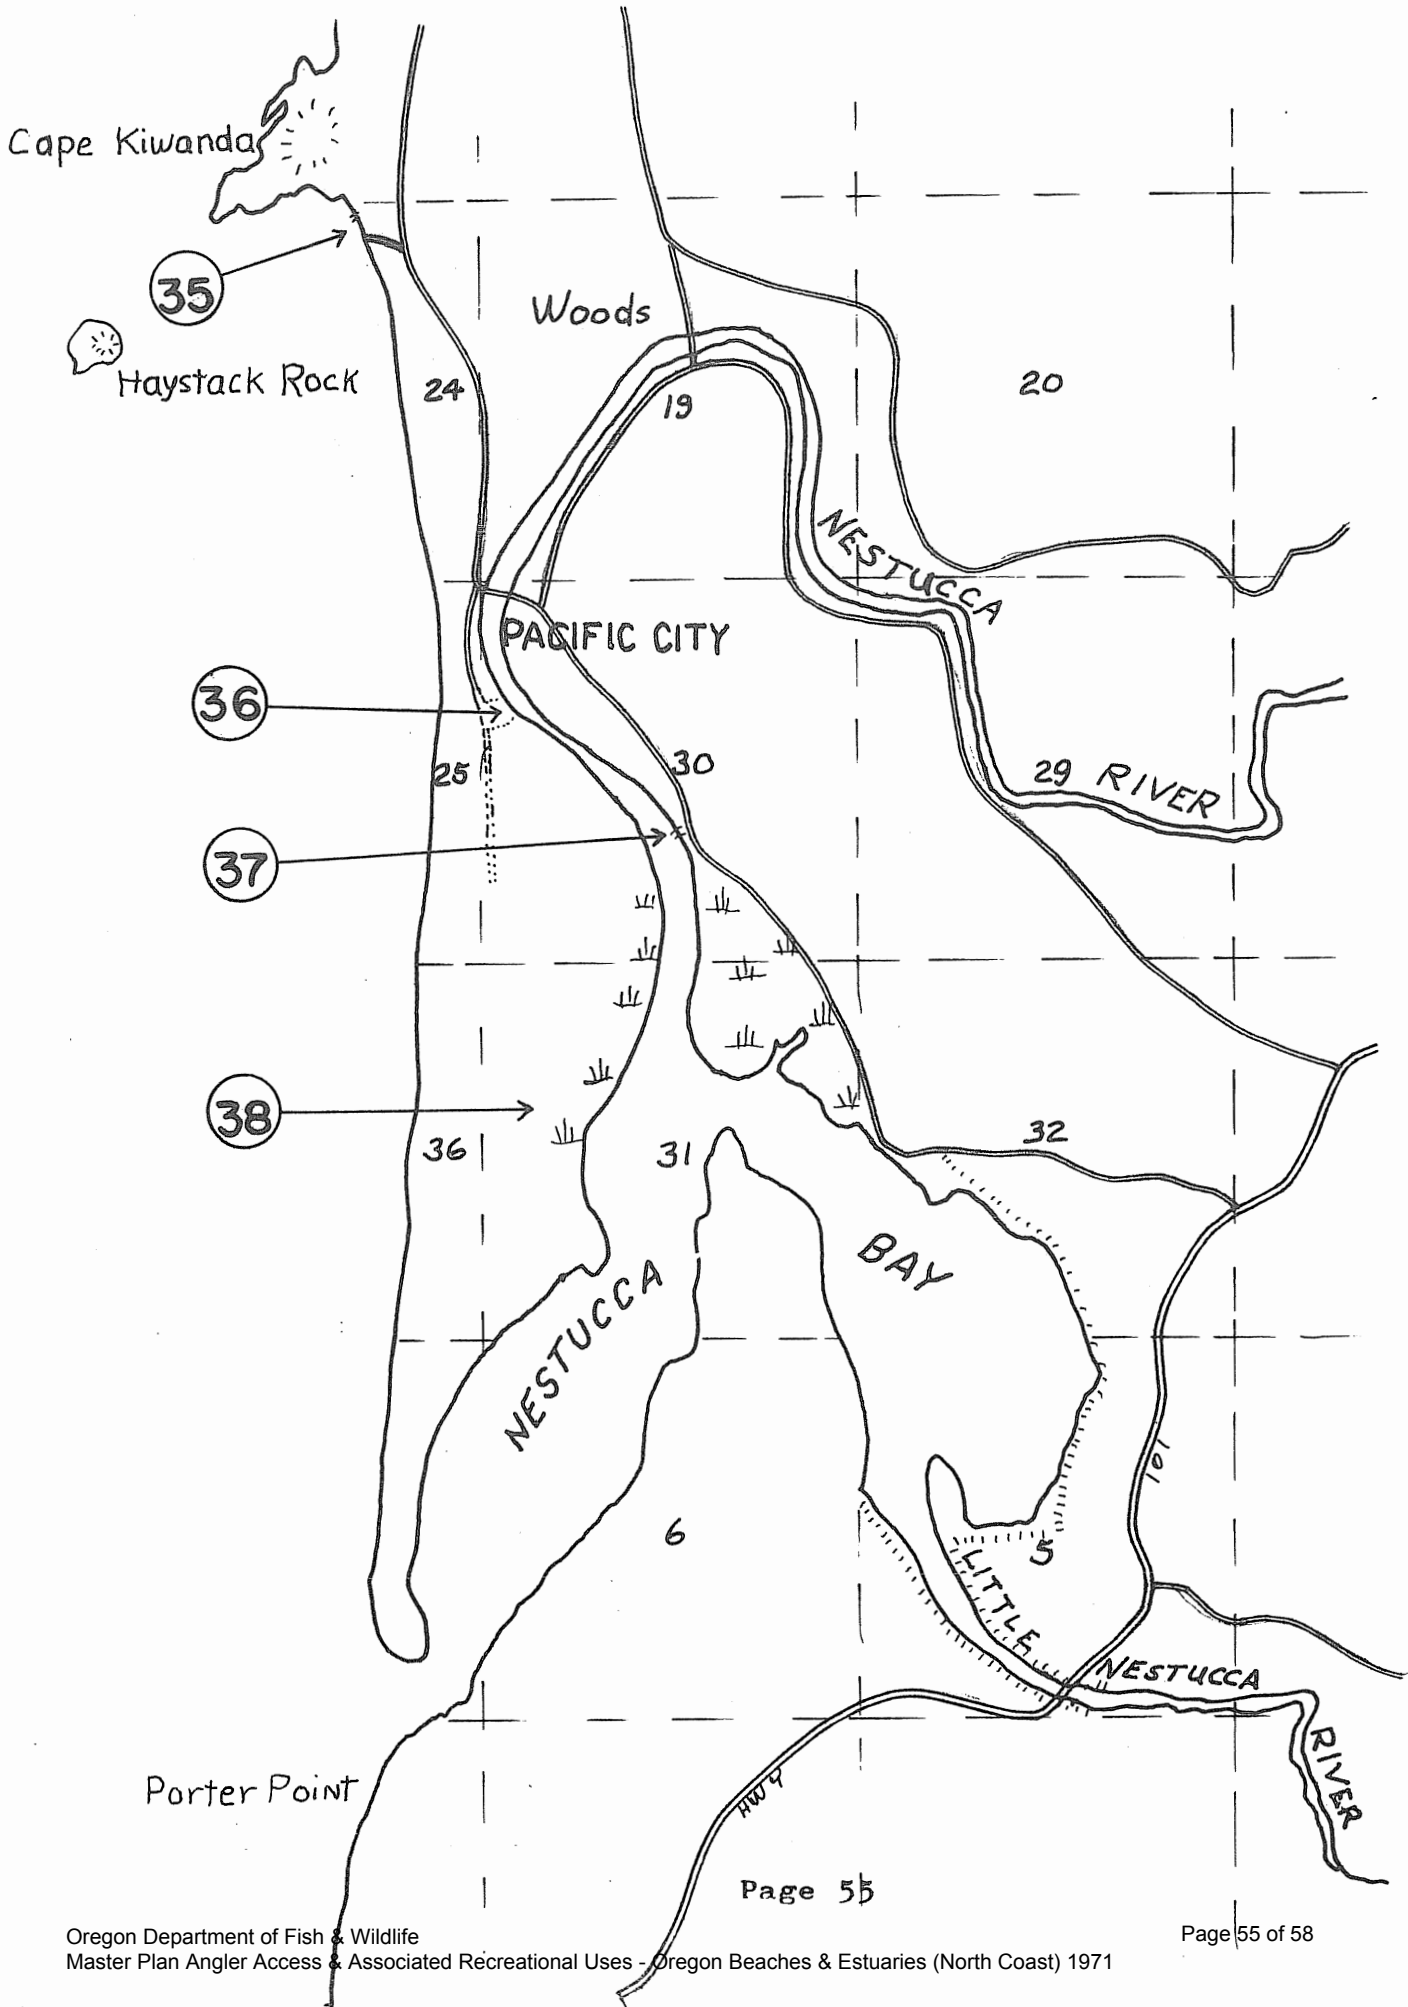 Cape Kiwanda
35
Woods
Haystack Rock
24
19
20
NESTUCCA
PACIFIC CITY
36
30
25
29 RIVER
37
38
36
31
32
BAY
NESTUCCA
101
6
5
LITTLE
NESTUCCA
RIVER
Porter Point
HWY
Page 55
Oregon Department of Fish & Wildlife
Page 55 of 58
Master Plan Angler Access & Associated Recreational Uses - Oregon Beaches & Estuaries (North Coast) 1971